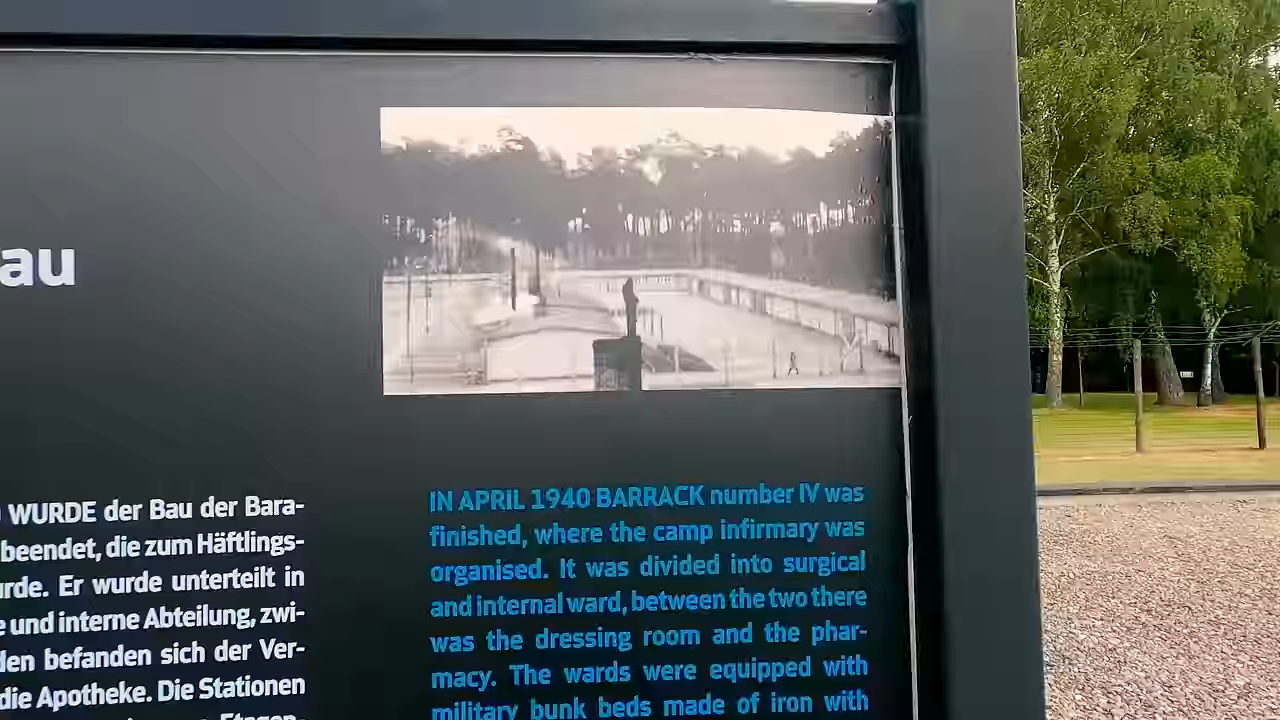 au
WURDE der Bau der Bara-
beendet, die zum Häftlings-
urde. Er wurde unterteilt in
e und interne Abteilung, zwi-
den befanden sich der Ver-
die Apotheke. Die Stationen
IN APRIL 1940 BARRACK number IV was
finished, where the camp infirmary was
organised. It was divided into surgical
and internal ward, between the two there
was the dressing room and the phar-
macy. The wards were equipped with
military bunk beds made of iron with